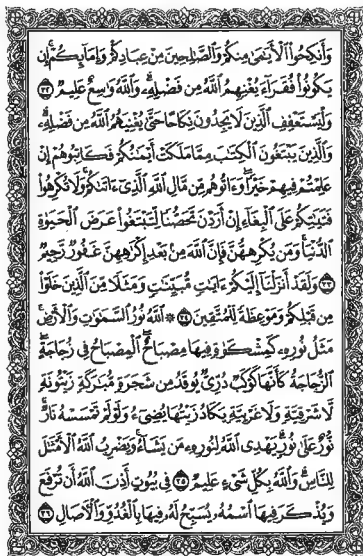 وَأَنكِحُوا۟ ٱلْأَيَـٰمَىٰ مِنكُمْ وَٱلصَّـٰلِحِينَ مِنْ عِبَادِكُمْ وَإِمَآئِكُمْ ۚ إِن
يَكُونُوا۟ فُقَرَآءَ يُغْنِهِمُ ٱللَّهُ مِن فَضْلِهِۦ ۗ وَٱللَّهُ وَٰسِعٌ عَلِيمٌ ٣٢
وَلْيَسْتَعْفِفِ ٱلَّذِينَ لَا يَجِدُونَ نِكَاحًا حَتَّىٰ يُغْنِيَهُمُ ٱللَّهُ مِن فَضْلِهِۦ ۗ
وَٱلَّذِينَ يَبْتَغُونَ ٱلْكِتَـٰبَ مِمَّا مَلَكَتْ أَيْمَـٰنُكُمْ فَكَاتِبُوهُمْ إِنْ
عَلِمْتُمْ فِيهِمْ خَيْرًا ۖ وَءَاتُوهُم مِّن مَّالِ ٱللَّهِ ٱلَّذِىٓ ءَاتَىٰكُمْ ۚ وَلَا تُكْرِهُوا۟
فَتَيَـٰتِكُمْ عَلَى ٱلْبِغَآءِ إِنْ أَرَدْنَ تَحَصُّنًا لِّتَبْتَغُوا۟ عَرَضَ ٱلْحَيَوٰةِ
ٱلدُّنْيَا ۚ وَمَن يُكْرِههُّنَّ فَإِنَّ ٱللَّهَ مِنۢ بَعْدِ إِكْرَٰهِهِنَّ غَفُورٌ رَّحِيمٌ
٣٣ وَلَقَدْ أَنزَلْنَآ إِلَيْكُمْ ءَايَـٰتٍ مُّبَيِّنَـٰتٍ وَمَثَلًا مِّنَ ٱلَّذِينَ خَلَوْا۟
مِن قَبْلِكُمْ وَمَوْعِظَةً لِّلْمُتَّقِينَ ٣٤ ۞ ٱللَّهُ نُورُ ٱلسَّمَـٰوَٰتِ وَٱلْأَرْضِ ۚ
مَثَلُ نُورِهِۦ كَمِشْكَوٰةٍ فِيهَا مِصْبَاحٌ ۖ ٱلْمِصْبَاحُ فِى زُجَاجَةٍ ۖ
ٱلزُّجَاجَةُ كَأَنَّهَا كَوْكَبٌ دُرِّىٌّ يُوقَدُ مِن شَجَرَةٍ مُّبَـٰرَكَةٍ زَيْتُونَةٍ
لَّا شَرْقِيَّةٍ وَلَا غَرْبِيَّةٍ يَكَادُ زَيْتُهَا يُضِىٓءُ وَلَوْ لَمْ تَمْسَسْهُ نَارٌ ۚ
نُّورٌ عَلَىٰ نُورٍ ۗ يَهْدِى ٱللَّهُ لِنُورِهِۦ مَن يَشَآءُ ۚ وَيَضْرِبُ ٱللَّهُ ٱلْأَمْثَـٰلَ
لِلنَّاسِ ۗ وَٱللَّهُ بِكُلِّ شَىْءٍ عَلِيمٌ ٣٥ فِى بُيُوتٍ أَذِنَ ٱللَّهُ أَن تُرْفَعَ
وَيُذْكَرَ فِيهَا ٱسْمُهُۥ يُسَبِّحُ لَهُۥ فِيهَا بِٱلْغُدُوِّ وَٱلْـَٔاصَالِ ٣٦